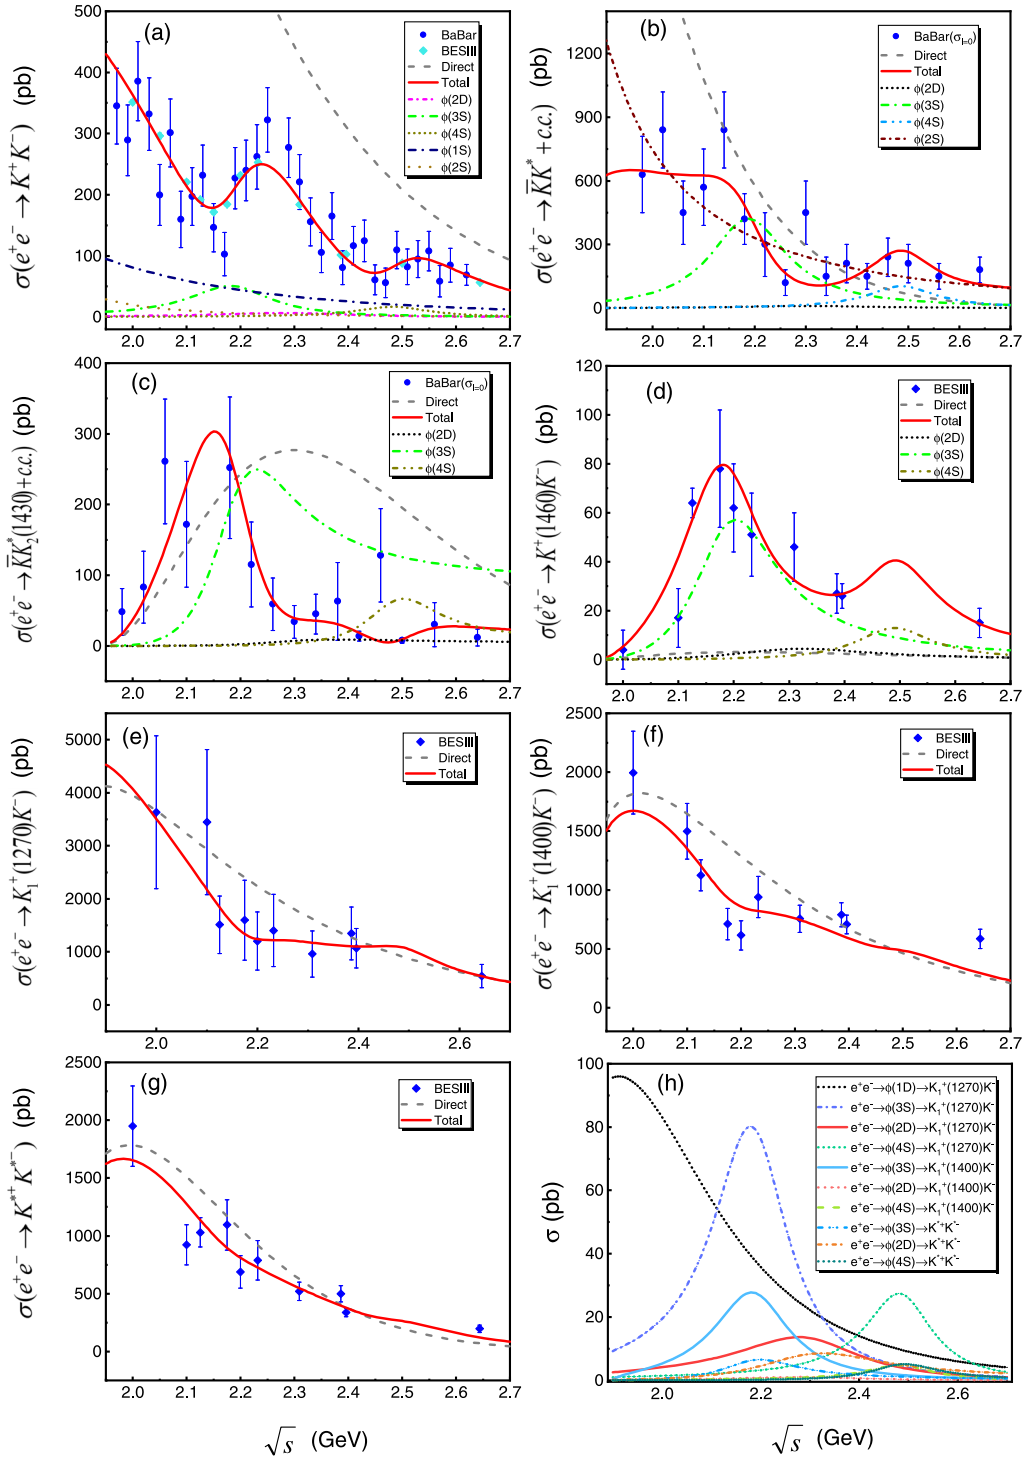 (a)
σ(e⁺e⁻ → K⁺K⁻) (pb)
500
400
300
200
100
0
2.0 2.1 2.2 2.3 2.4 2.5 2.6 2.7
BaBar
BESIII
Direct
Total
ϕ(2D)
ϕ(3S)
ϕ(4S)
ϕ(1S)
ϕ(2S)
(b)
σ(e⁺e⁻ → K̄K* + c.c.) (pb)
1200
900
600
300
0
2.0 2.1 2.2 2.3 2.4 2.5 2.6 2.7
BaBar(σI=0)
Direct
Total
ϕ(2D)
ϕ(3S)
ϕ(4S)
ϕ(2S)
(c)
σ(e⁺e⁻ → K̄K₂*(1430) + c.c.) (pb)
400
300
200
100
0
2.0 2.1 2.2 2.3 2.4 2.5 2.6 2.7
BaBar(σI=0)
Direct
Total
ϕ(2D)
ϕ(3S)
ϕ(4S)
(d)
σ(e⁺e⁻ → K⁺(1460)K⁻) (pb)
120
100
80
60
40
20
0
2.0 2.1 2.2 2.3 2.4 2.5 2.6 2.7
BESIII
Direct
Total
ϕ(2D)
ϕ(3S)
ϕ(4S)
(e)
σ(e⁺e⁻ → K₁⁺(1270)K⁻) (pb)
5000
4000
3000
2000
1000
0
2.0 2.2 2.4 2.6
BESIII
Direct
Total
(f)
σ(e⁺e⁻ → K₁⁺(1400)K⁻) (pb)
2500
2000
1500
1000
500
0
2.0 2.1 2.2 2.3 2.4 2.5 2.6 2.7
BESIII
Direct
Total
(g)
σ(e⁺e⁻ → K*⁺K*⁻) (pb)
2500
2000
1500
1000
500
0
2.0 2.1 2.2 2.3 2.4 2.5 2.6 2.7
BESIII
Direct
Total
√s (GeV)
(h)
σ (pb)
100
80
60
40
20
0
2.0 2.2 2.4 2.6
e⁺e⁻→ϕ(1D)→K₁⁺(1270)K⁻
e⁺e⁻→ϕ(3S)→K₁⁺(1270)K⁻
e⁺e⁻→ϕ(2D)→K₁⁺(1270)K⁻
e⁺e⁻→ϕ(4S)→K₁⁺(1270)K⁻
e⁺e⁻→ϕ(3S)→K₁⁺(1400)K⁻
e⁺e⁻→ϕ(2D)→K₁⁺(1400)K⁻
e⁺e⁻→ϕ(4S)→K₁⁺(1400)K⁻
e⁺e⁻→ϕ(3S)→K*⁺K*⁻
e⁺e⁻→ϕ(2D)→K*⁺K*⁻
e⁺e⁻→ϕ(4S)→K*⁺K*⁻
√s (GeV)